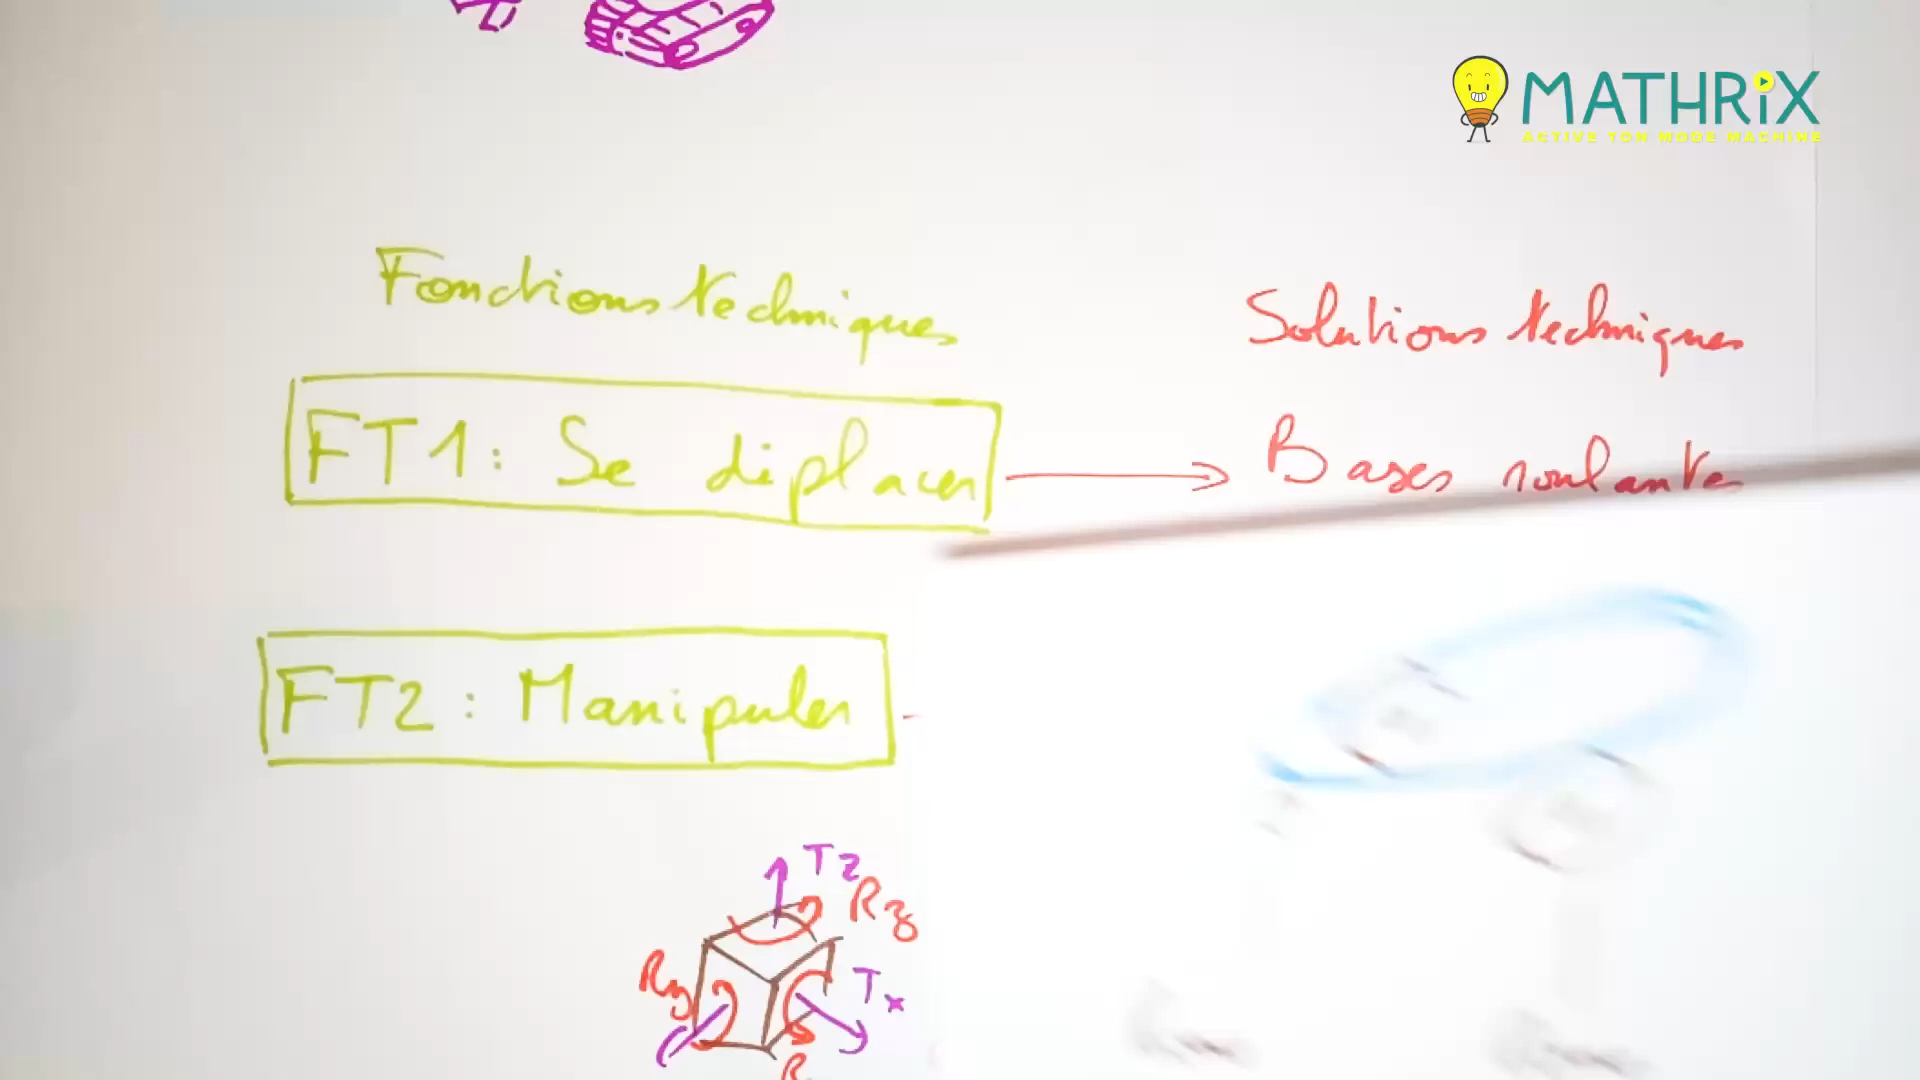 MATHRiX
ACTIVE TON MODE MACHINE
Fonctions techniques
Solutions techniques
FT1: Se déplacer
Bases roulantes
FT2: Manipuler
Tz
Rz
Ry
Tx
R